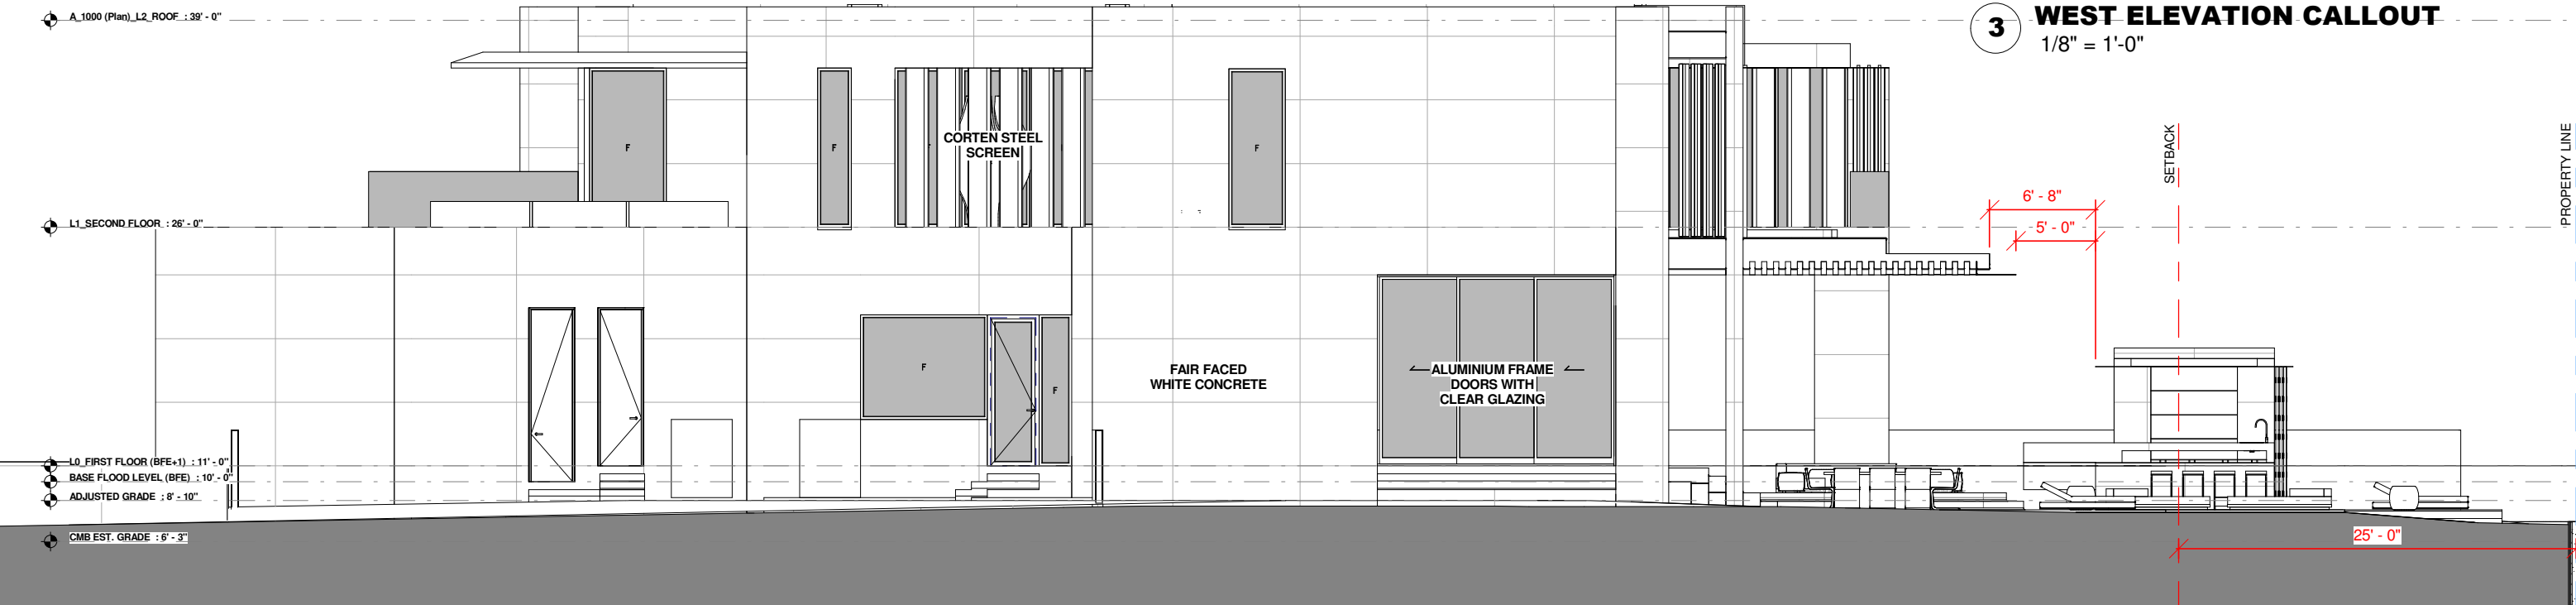 A_1000 (Plan)_L2_ROOF : 39' - 0"
3
WEST ELEVATION CALLOUT
1/8" = 1'-0"
F
F
F
CORTEN STEEL
SCREEN
F
SETBACK
PROPERTY LINE
6' - 8"
5' - 0"
L1_SECOND FLOOR : 26' - 0"
F
F
FAIR FACED
WHITE CONCRETE
ALUMINIUM FRAME
DOORS WITH
CLEAR GLAZING
L0_FIRST FLOOR (BFE+1) : 11' - 0"
BASE FLOOD LEVEL (BFE) : 10' - 0"
ADJUSTED GRADE : 8' - 10"
CMB EST. GRADE : 6' - 3"
25' - 0"